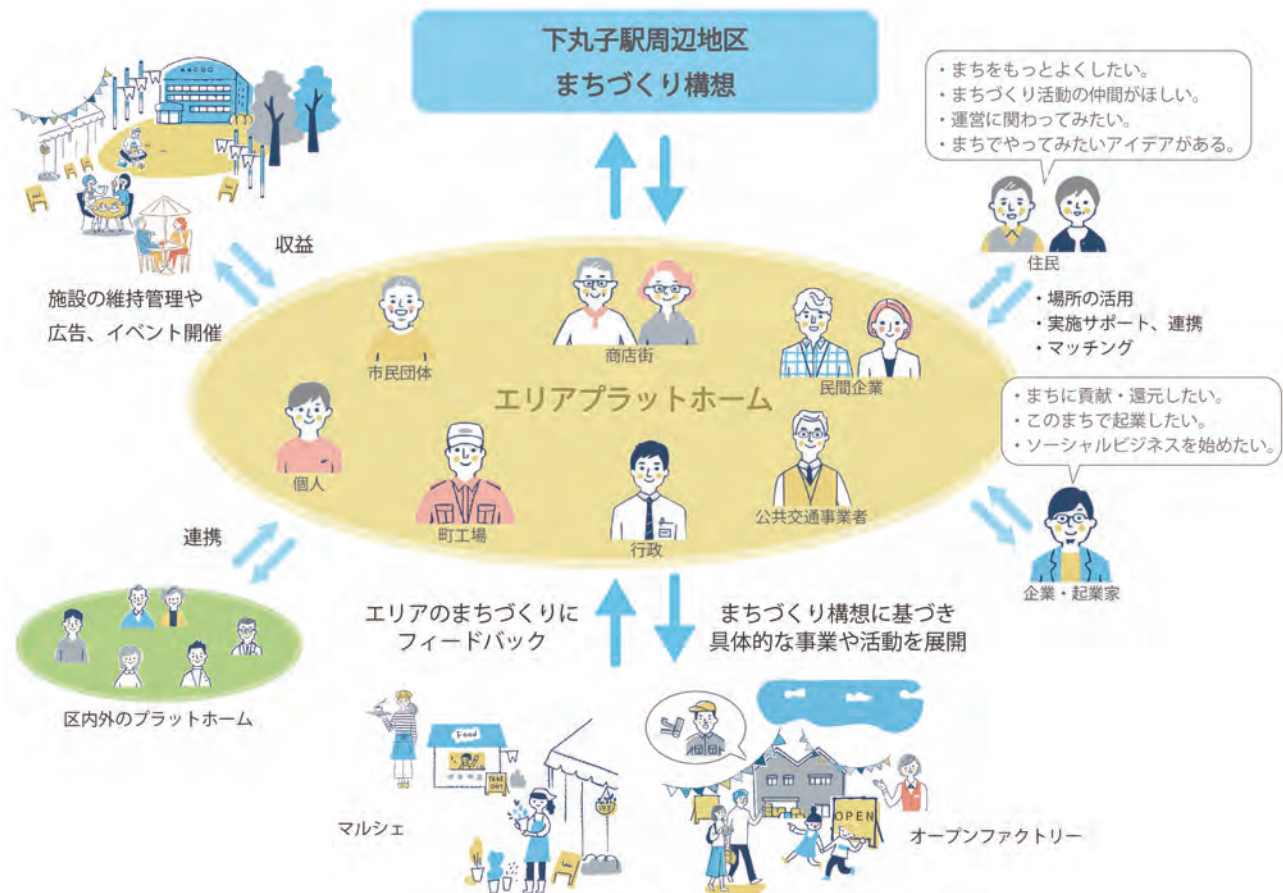 下丸子駅周辺地区
まちづくり構想
・まちをもっとよくしたい。
・まちづくり活動の仲間がほしい。
・運営に関わってみたい。
・まちでやってみたいアイデアがある。
住民
収益
施設の維持管理や
広告、イベント開催
・場所の活用
・実施サポート、連携
・マッチング
市民団体
商店街
民間企業
エリアプラットホーム
個人
町工場
行政
公共交通事業者
・まちに貢献・還元したい。
・このまちで起業したい。
・ソーシャルビジネスを始めたい。
企業・起業家
連携
区内外のプラットホーム
エリアのまちづくりに
フィードバック
まちづくり構想に基づき
具体的な事業や活動を展開
Food
TAKE
OUT
マルシェ
OPEN
オープンファクトリー